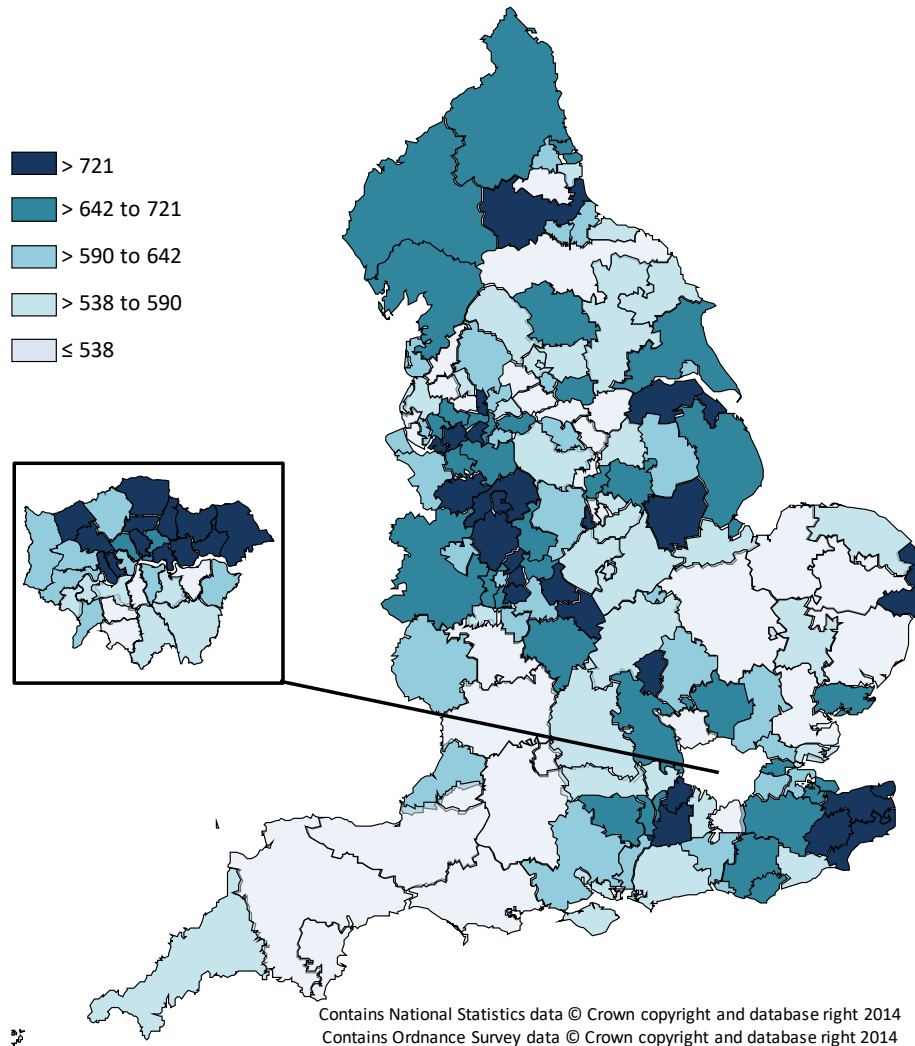 > 721
> 642 to 721
> 590 to 642
> 538 to 590
≤ 538
Contains National Statistics data © Crown copyright and database right 2014
Contains Ordnance Survey data © Crown copyright and database right 2014